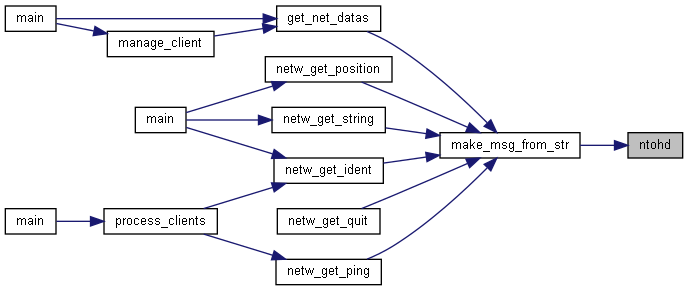 main
get_net_datas
manage_client
netw_get_position
main
netw_get_string
make_msg_from_str
ntohd
netw_get_ident
main
process_clients
netw_get_quit
netw_get_ping